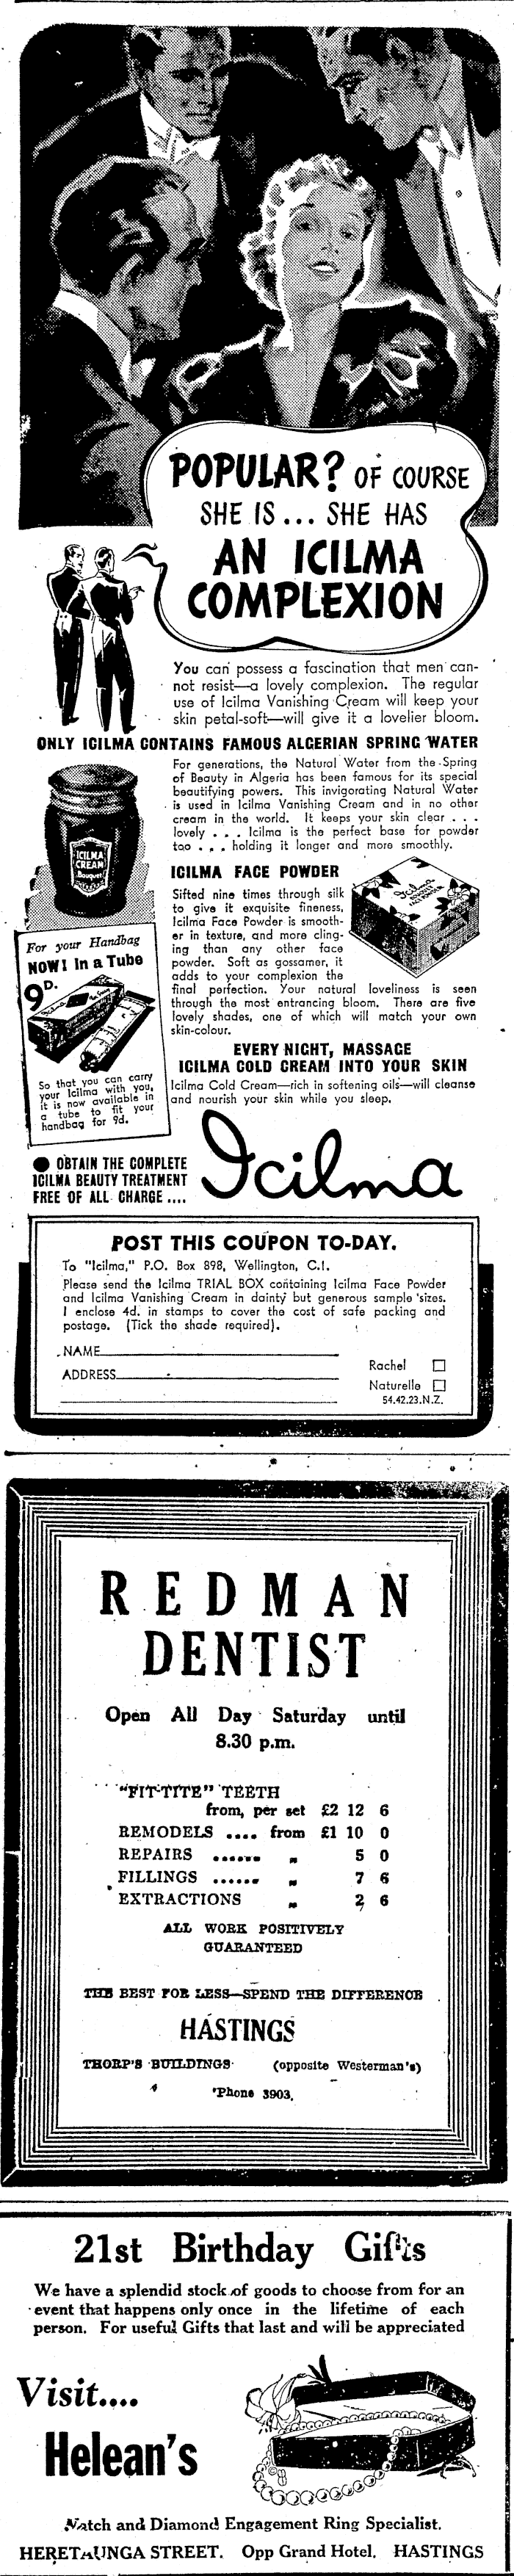 POPULAR? OF COURSE
SHE IS... SHE HAS
AN ICILMA
COMPLEXION
You can possess a fascination that men can-
not resist—a lovely complexion. The regular
use of Icilma Vanishing Cream will keep your
skin petal-soft—will give it a lovelier bloom.
ONLY ICILMA CONTAINS FAMOUS ALGERIAN SPRING WATER
For generations, the Natural Water from the Spring
of Beauty in Algeria has been famous for its special
beautifying powers. This invigorating Natural Water
is used in Icilma Vanishing Cream and in no other
cream in the world. It keeps your skin clear . . .
lovely . . . Icilma is the perfect base for powder
too . . . holding it longer and more smoothly.
ICILMA
CREAM
Bouquet
ICILMA FACE POWDER
Sifted nine times through silk
to give it exquisite fineness,
Icilma Face Powder is smooth-
er in texture, and more cling-
ing than any other face
powder. Soft as gossamer, it
adds to your complexion the
final perfection. Your natural loveliness is seen
through the most entrancing bloom. There are five
lovely shades, one of which will match your own
skin-colour.
Icilma
For your Handbag
NOW! In a Tube
9D.
So that you can carry
your Icilma with you,
it is now available in
a tube to fit your
handbag for 9d.
EVERY NIGHT, MASSAGE
ICILMA COLD CREAM INTO YOUR SKIN
Icilma Cold Cream—rich in softening oils—will cleanse
and nourish your skin while you sleep.
● OBTAIN THE COMPLETE
ICILMA BEAUTY TREATMENT
FREE OF ALL CHARGE ....
Icilma
POST THIS COUPON TO-DAY.
To "Icilma," P.O. Box 898, Wellington, C.I.
Please send the Icilma TRIAL BOX containing Icilma Face Powder
and Icilma Vanishing Cream in dainty but generous sample sizes.
I enclose 4d. in stamps to cover the cost of safe packing and
postage. (Tick the shade required).
NAME
ADDRESS
Rachel
Naturelle
54.42.23.N.Z.
REDMAN
DENTIST
Open All Day Saturday until
8.30 p.m.
"FIT-TITE" TEETH
from, per set £2 12 6
REMODELS .... from £1 10 0
REPAIRS ...... „ 5 0
FILLINGS ...... „ 7 6
EXTRACTIONS „ 2 6
ALL WORK POSITIVELY
GUARANTEED
THE BEST FOR LESS—SPEND THE DIFFERENCE
HASTINGS
THORP'S BUILDINGS (opposite Westerman's)
'Phone 3903.
21st Birthday Gifts
We have a splendid stock of goods to choose from for an
event that happens only once in the lifetime of each
person. For useful Gifts that last and will be appreciated
Visit....
Helean's
Watch and Diamond Engagement Ring Specialist.
HERETAUNGA STREET. Opp Grand Hotel. HASTINGS